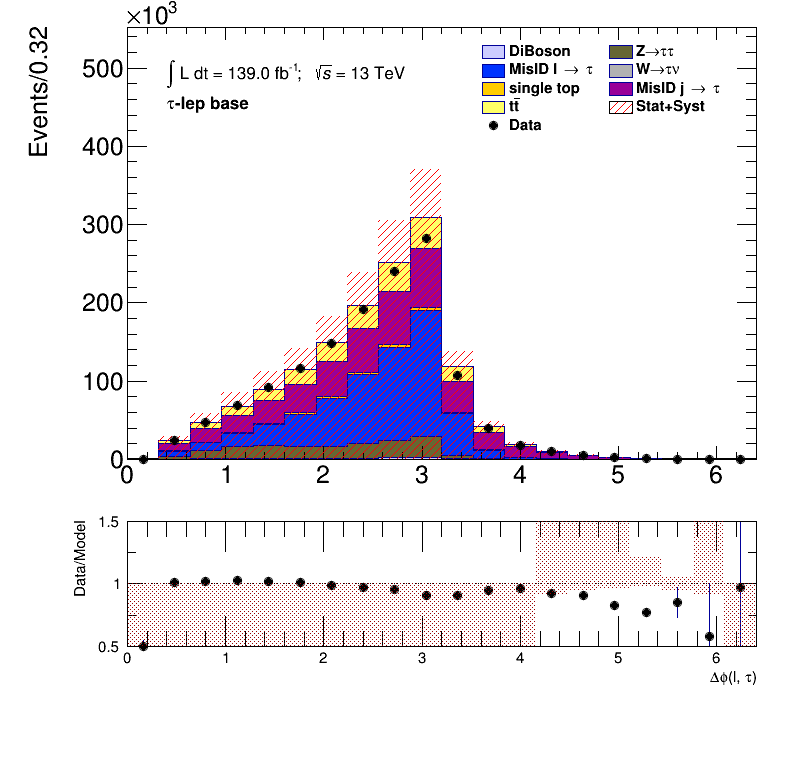 ×10³
Events/0.32
∫ L dt = 139.0 fb⁻¹; √s = 13 TeV
τ-lep base
DiBoson
Z→ττ
MisID l → τ
W→τν
single top
MisID j → τ
tt̄
Stat+Syst
Data
500
400
300
200
100
0
0 1 2 3 4 5 6
Data/Model
1.5
1
0.5
0 1 2 3 4 5 6
Δϕ(l, τ)